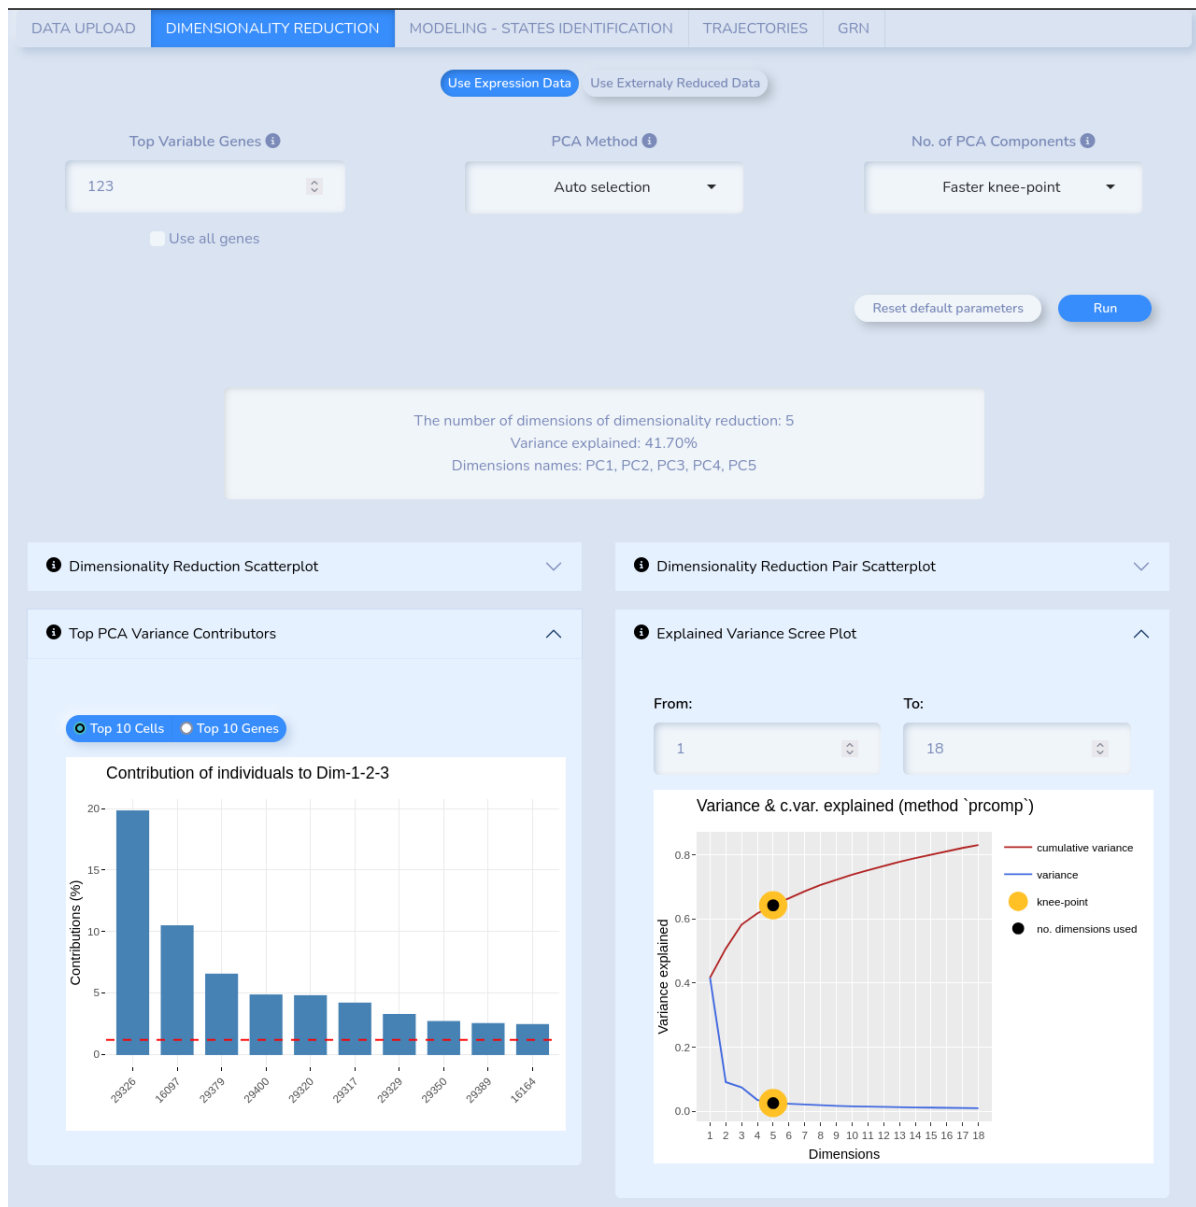 DATA UPLOAD DIMENSIONALITY REDUCTION MODELING - STATES IDENTIFICATION TRAJECTORIES GRN
Use Expression Data Use Externaly Reduced Data
Top Variable Genes PCA Method No. of PCA Components
123 Auto selection Faster knee-point
Use all genes
Reset default parameters Run
The number of dimensions of dimensionality reduction: 5
Variance explained: 41.70%
Dimensions names: PC1, PC2, PC3, PC4, PC5
Dimensionality Reduction Scatterplot
Dimensionality Reduction Pair Scatterplot
Top PCA Variance Contributors
Top 10 Cells Top 10 Genes
Contribution of individuals to Dim-1-2-3
Contributions (%)
20
15
10
5
0
29326 16097 29379 29400 29320 29317 29329 29350 29389 16164
Explained Variance Scree Plot
From: To:
1 18
Variance & c.var. explained (method `prcomp`)
Variance explained
0.8
0.6
0.4
0.2
0.0
1 2 3 4 5 6 7 8 9 10 11 12 13 14 15 16 17 18
Dimensions
cumulative variance
variance
knee-point
no. dimensions used